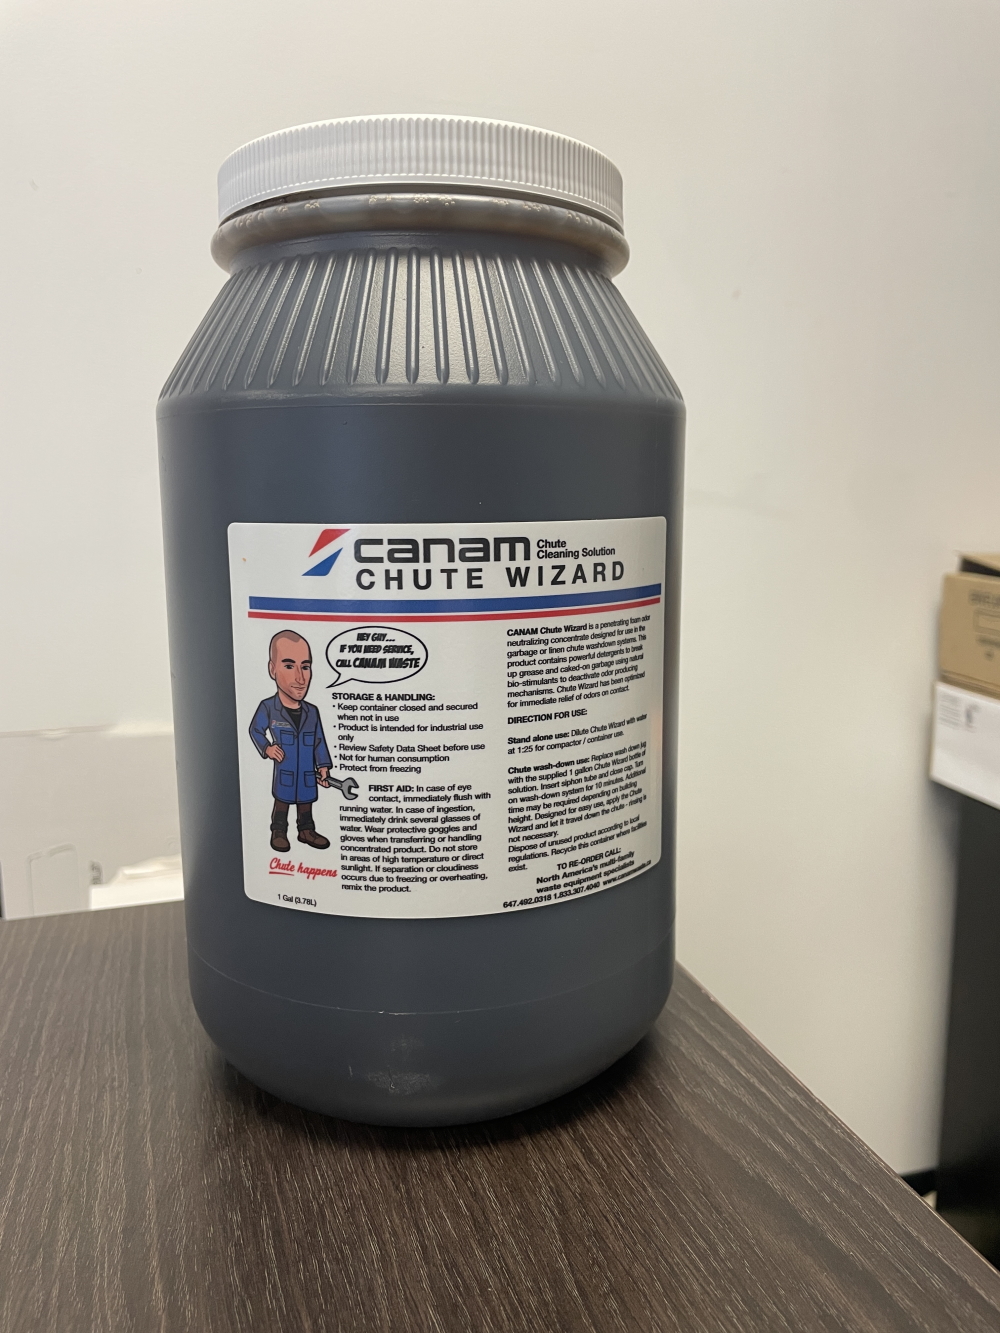 canam
Chute
Cleaning Solution
CHUTE WIZARD
HEY GUY...
IF YOU NEED SERVICE,
CALL CANAM WASTE
STORAGE & HANDLING:
• Keep container closed and secured
when not in use
• Product is intended for industrial use
only
• Review Safety Data Sheet before use
• Not for human consumption
• Protect from freezing
FIRST AID: In case of eye
contact, immediately flush with
running water. In case of ingestion,
immediately drink several glasses of
water. Wear protective goggles and
gloves when transferring or handling
concentrated product. Do not store
in areas of high temperature or direct
sunlight. If separation or cloudiness
occurs due to freezing or overheating,
remix the product.
Chute happens
1 Gal (3.78L)
CANAM Chute Wizard is a penetrating foam odor
neutralizing concentrate designed for use in the
garbage or linen chute washdown systems. This
product contains powerful detergents to break
up grease and caked-on garbage using natural
bio-stimulants to deactivate odor producing
mechanisms. Chute Wizard has been optimized
for immediate relief of odors on contact.
DIRECTION FOR USE:
Stand alone use: Dilute Chute Wizard with water
at 1:25 for compactor / container use.
Chute wash-down use: Replace wash down jug
with the supplied 1 gallon Chute Wizard bottle of
solution. Insert siphon tube and close cap. Turn
on wash-down system for 10 minutes. Additional
time may be required depending on building
height. Designed for easy use, apply the Chute
Wizard and let it travel down the chute - rinsing is
not necessary.
Dispose of unused product according to local
regulations. Recycle this container where facilities
exist.
TO RE-ORDER CALL:
North America's multi-family
waste equipment specialists
647.492.0318 1.833.307.4040